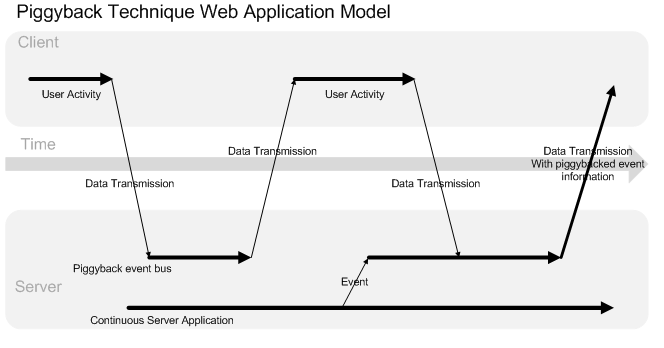 Piggyback Technique Web Application Model
Client
User Activity
User Activity
Time
Data Transmission
Data Transmission
With piggybacked event
information
Data Transmission
Data Transmission
Piggyback event bus
Event
Server
Continuous Server Application